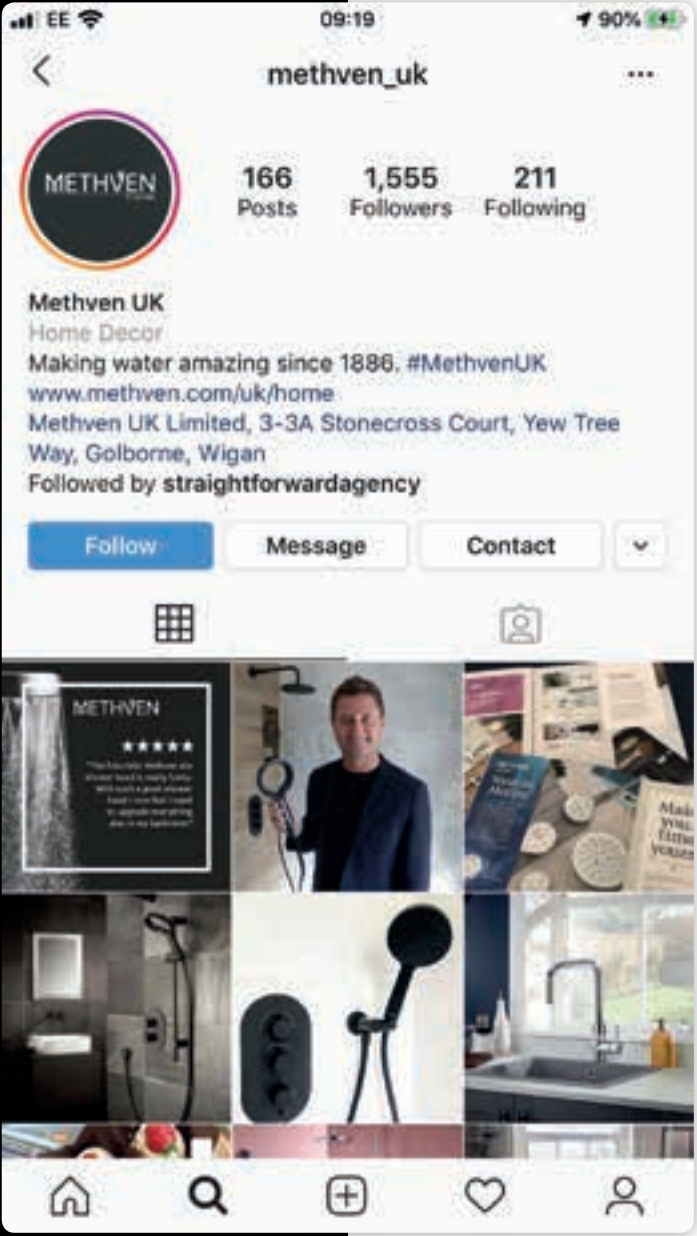 EE 09:19 90%
methven_uk
METHVEN
166 1,555 211
Posts Followers Following
Methven UK
Home Decor
Making water amazing since 1886. #MethvenUK
www.methven.com/uk/home
Methven UK Limited, 3-3A Stonecross Court, Yew Tree
Way, Golborne, Wigan
Followed by straightforwardagency
Follow Message Contact
METHVEN